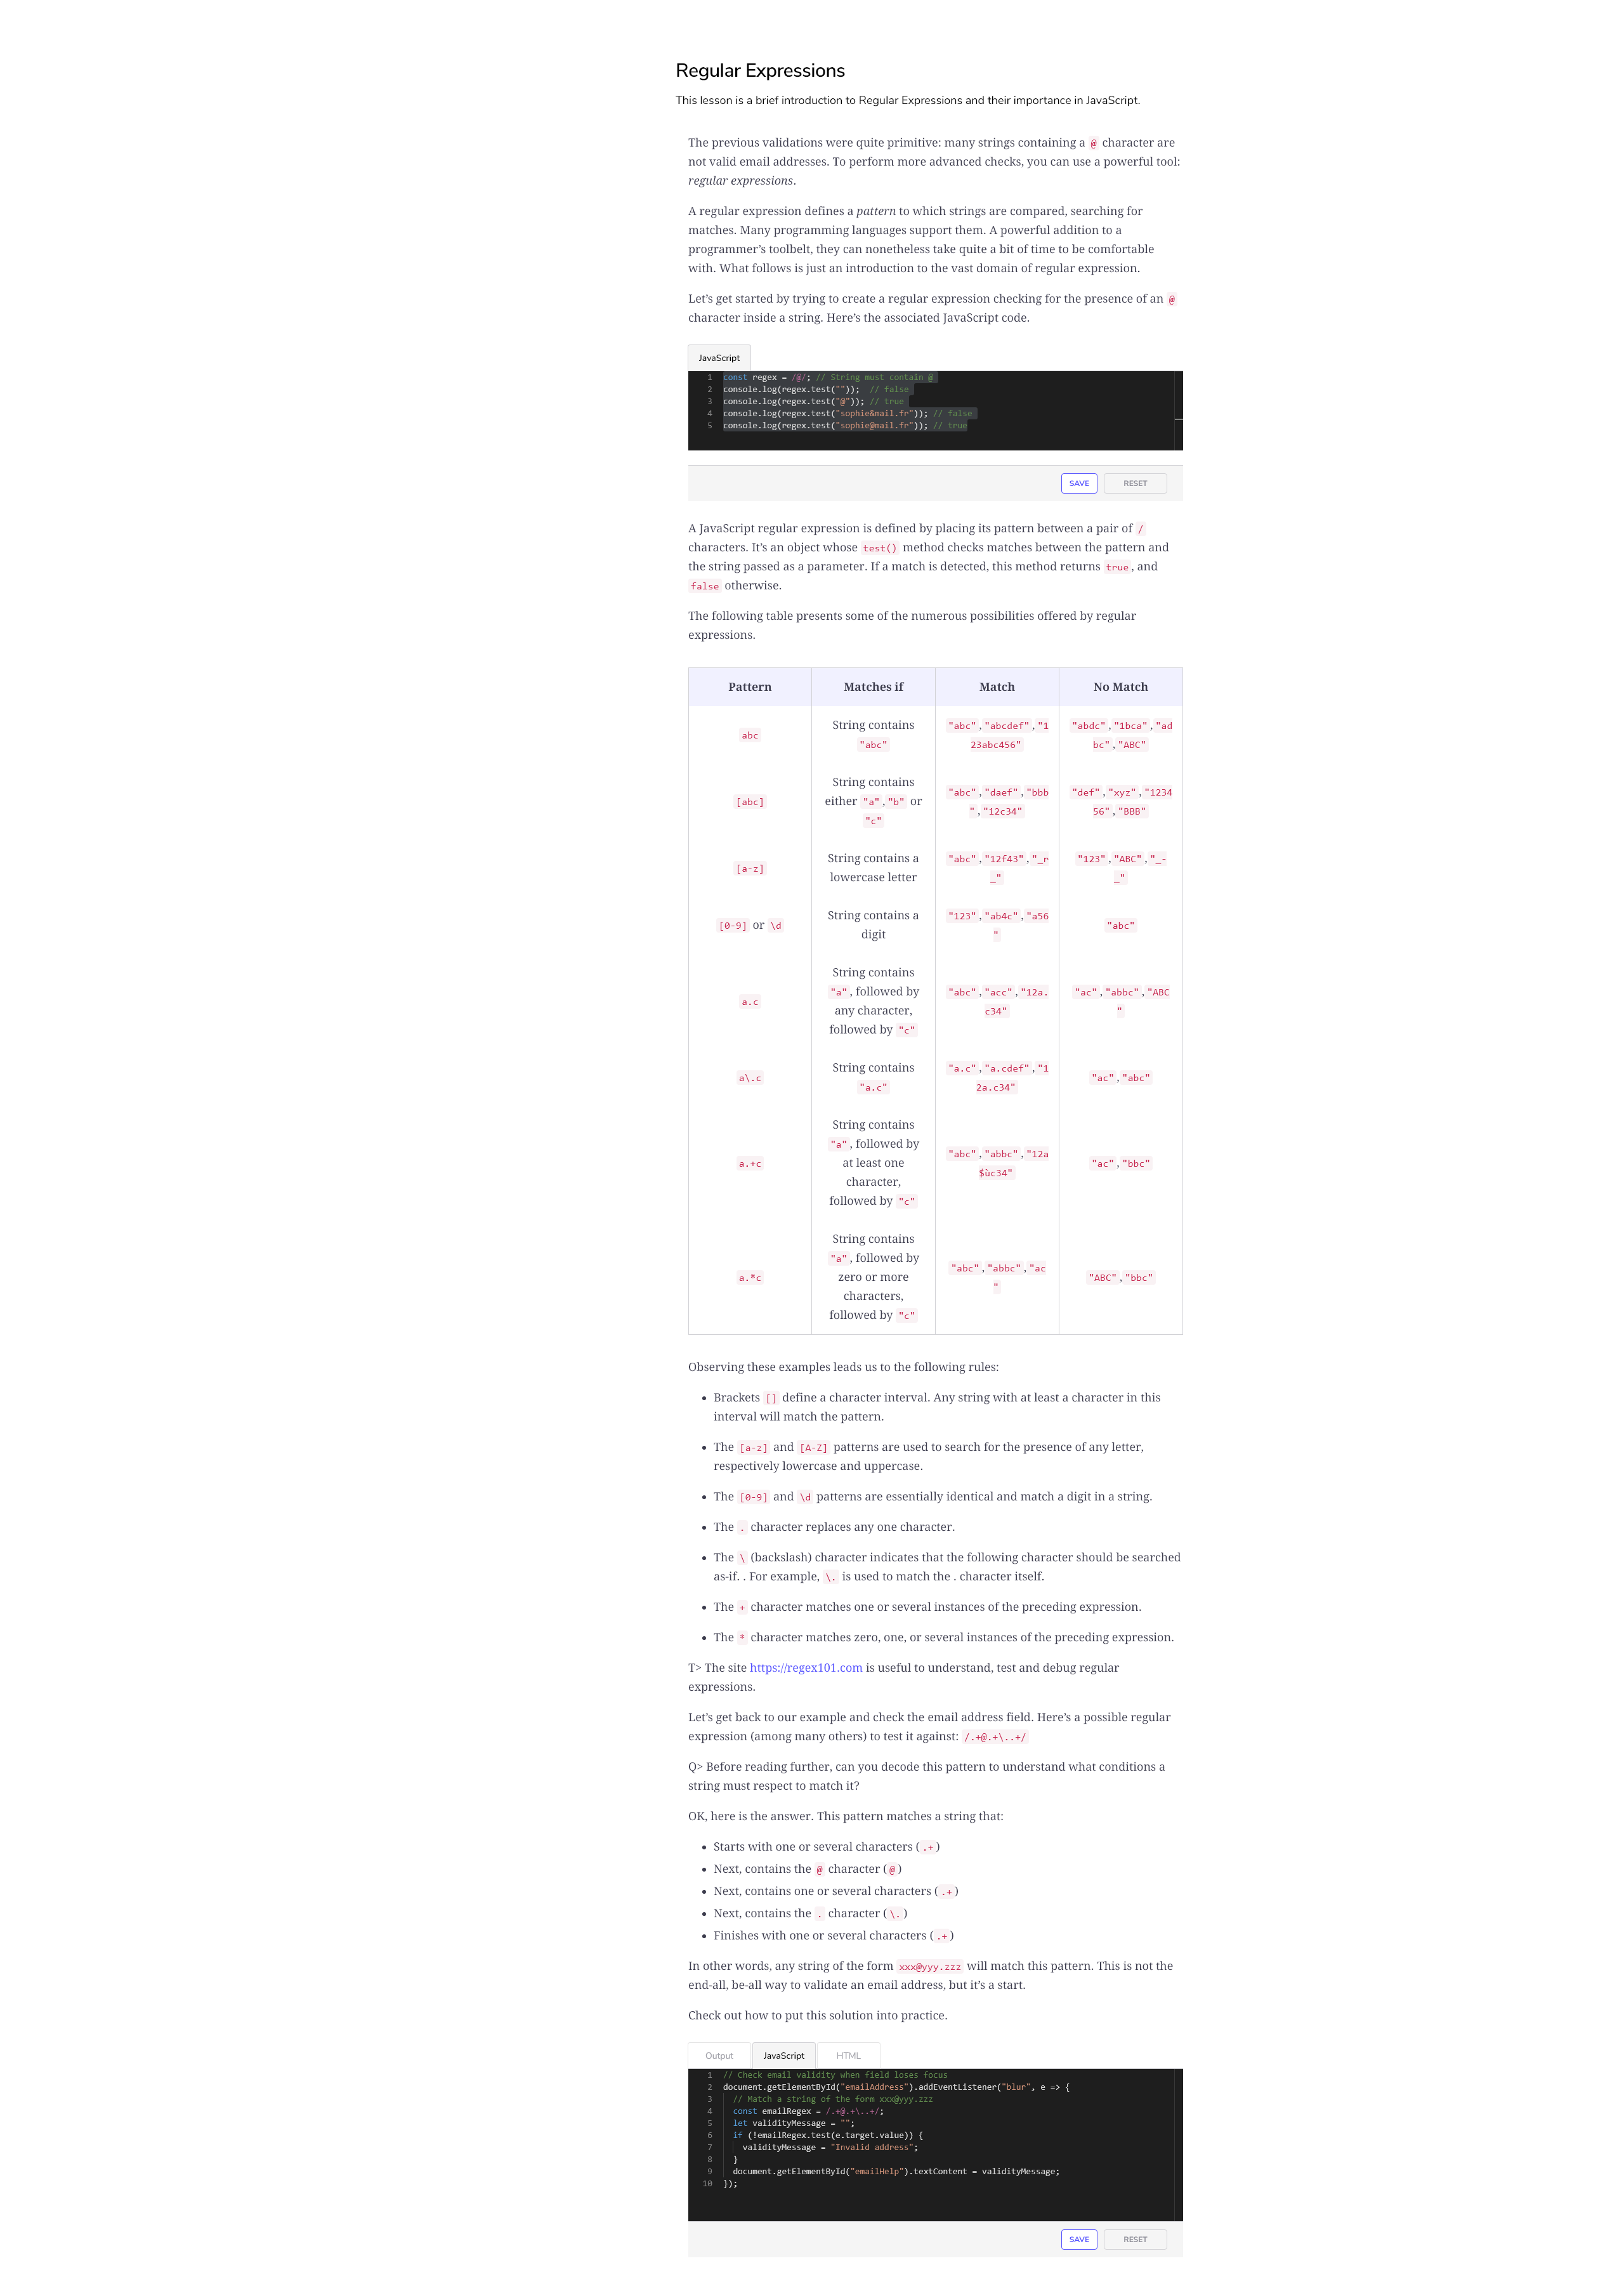 Regular Expressions
This lesson is a brief introduction to Regular Expressions and their importance in JavaScript.
The previous validations were quite primitive: many strings containing a @ character are
not valid email addresses. To perform more advanced checks, you can use a powerful tool:
regular expressions.
A regular expression defines a pattern to which strings are compared, searching for
matches. Many programming languages support them. A powerful addition to a
programmer’s toolbelt, they can nonetheless take quite a bit of time to be comfortable
with. What follows is just an introduction to the vast domain of regular expression.
Let’s get started by trying to create a regular expression checking for the presence of an @
character inside a string. Here’s the associated JavaScript code.
JavaScript
1 const regex = /@/; // String must contain @
2 console.log(regex.test(""));  // false
3 console.log(regex.test("@")); // true
4 console.log(regex.test("sophie&mail.fr")); // false
5 console.log(regex.test("sophie@mail.fr")); // true
SAVE RESET
A JavaScript regular expression is defined by placing its pattern between a pair of /
characters. It’s an object whose test() method checks matches between the pattern and
the string passed as a parameter. If a match is detected, this method returns true, and
false otherwise.
The following table presents some of the numerous possibilities offered by regular
expressions.
Pattern Matches if Match No Match
abc
String contains
"abc"
"abc","abcdef","1
23abc456"
"abdc","1bca","ad
bc","ABC"
[abc]
String contains
either "a","b" or
"c"
"abc","daef","bbb
","12c34"
"def","xyz","1234
56","BBB"
[a-z]
String contains a
lowercase letter
"abc","12f43","_r
_"
"123","ABC","_-
_"
[0-9] or \d
String contains a
digit
"123","ab4c","a56
"
"abc"
a.c
String contains
"a", followed by
any character,
followed by "c"
"abc","acc","12a.
c34"
"ac","abbc","ABC
"
a\.c
String contains
"a.c"
"a.c","a.cdef","1
2a.c34"
"ac","abc"
a.+c
String contains
"a", followed by
at least one
character,
followed by "c"
"abc","abbc","12a
$ùc34"
"ac","bbc"
a.*c
String contains
"a", followed by
zero or more
characters,
followed by "c"
"abc","abbc","ac
"
"ABC","bbc"
Observing these examples leads us to the following rules:
• Brackets [] define a character interval. Any string with at least a character in this
interval will match the pattern.
• The [a-z] and [A-Z] patterns are used to search for the presence of any letter,
respectively lowercase and uppercase.
• The [0-9] and \d patterns are essentially identical and match a digit in a string.
• The . character replaces any one character.
• The \ (backslash) character indicates that the following character should be searched
as-if. . For example, \. is used to match the . character itself.
• The + character matches one or several instances of the preceding expression.
• The * character matches zero, one, or several instances of the preceding expression.
T> The site https://regex101.com is useful to understand, test and debug regular
expressions.
Let’s get back to our example and check the email address field. Here’s a possible regular
expression (among many others) to test it against: /.+@.+\..+/
Q> Before reading further, can you decode this pattern to understand what conditions a
string must respect to match it?
OK, here is the answer. This pattern matches a string that:
• Starts with one or several characters (.+)
• Next, contains the @ character (@)
• Next, contains one or several characters (.+)
• Next, contains the . character (\.)
• Finishes with one or several characters (.+)
In other words, any string of the form xxx@yyy.zzz will match this pattern. This is not the
end-all, be-all way to validate an email address, but it’s a start.
Check out how to put this solution into practice.
Output JavaScript HTML
1 // Check email validity when field loses focus
2 document.getElementById("emailAddress").addEventListener("blur", e => {
3   // Match a string of the form xxx@yyy.zzz
4   const emailRegex = /.+@.+\..+/;
5   let validityMessage = "";
6   if (!emailRegex.test(e.target.value)) {
7     validityMessage = "Invalid address";
8   }
9   document.getElementById("emailHelp").textContent = validityMessage;
10 });
SAVE RESET